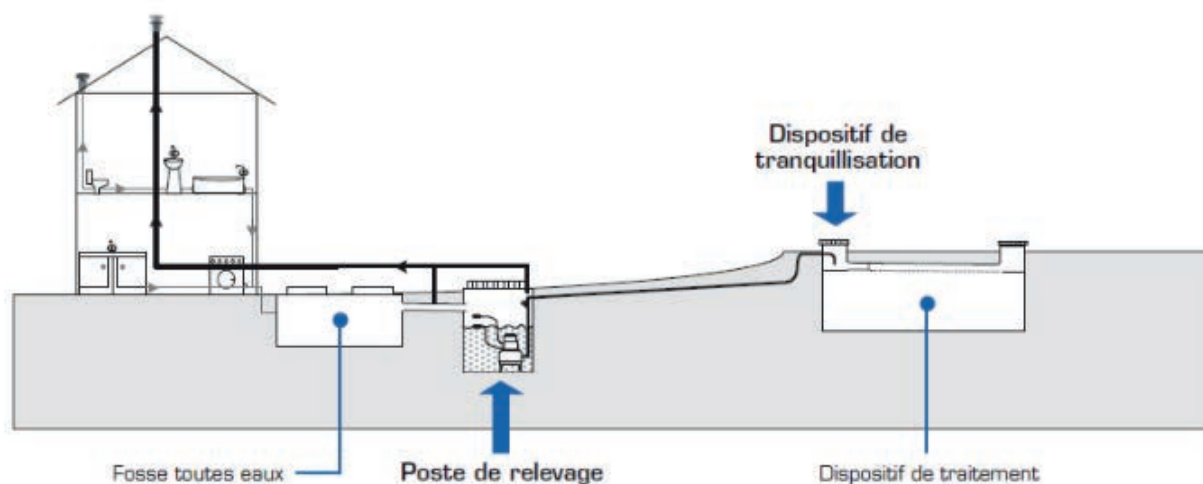 Dispositif de
tranquillisation
Fosse toutes eaux
Poste de relevage
Dispositif de traitement